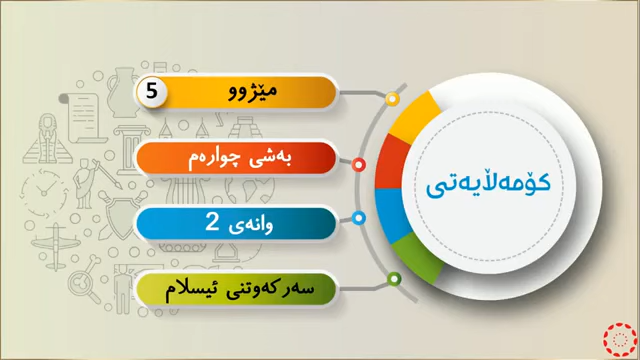 کۆمەڵایەتی
مێژوو 5
بەشی چوارەم
وانەی 2
سەرکەوتنی ئیسلام